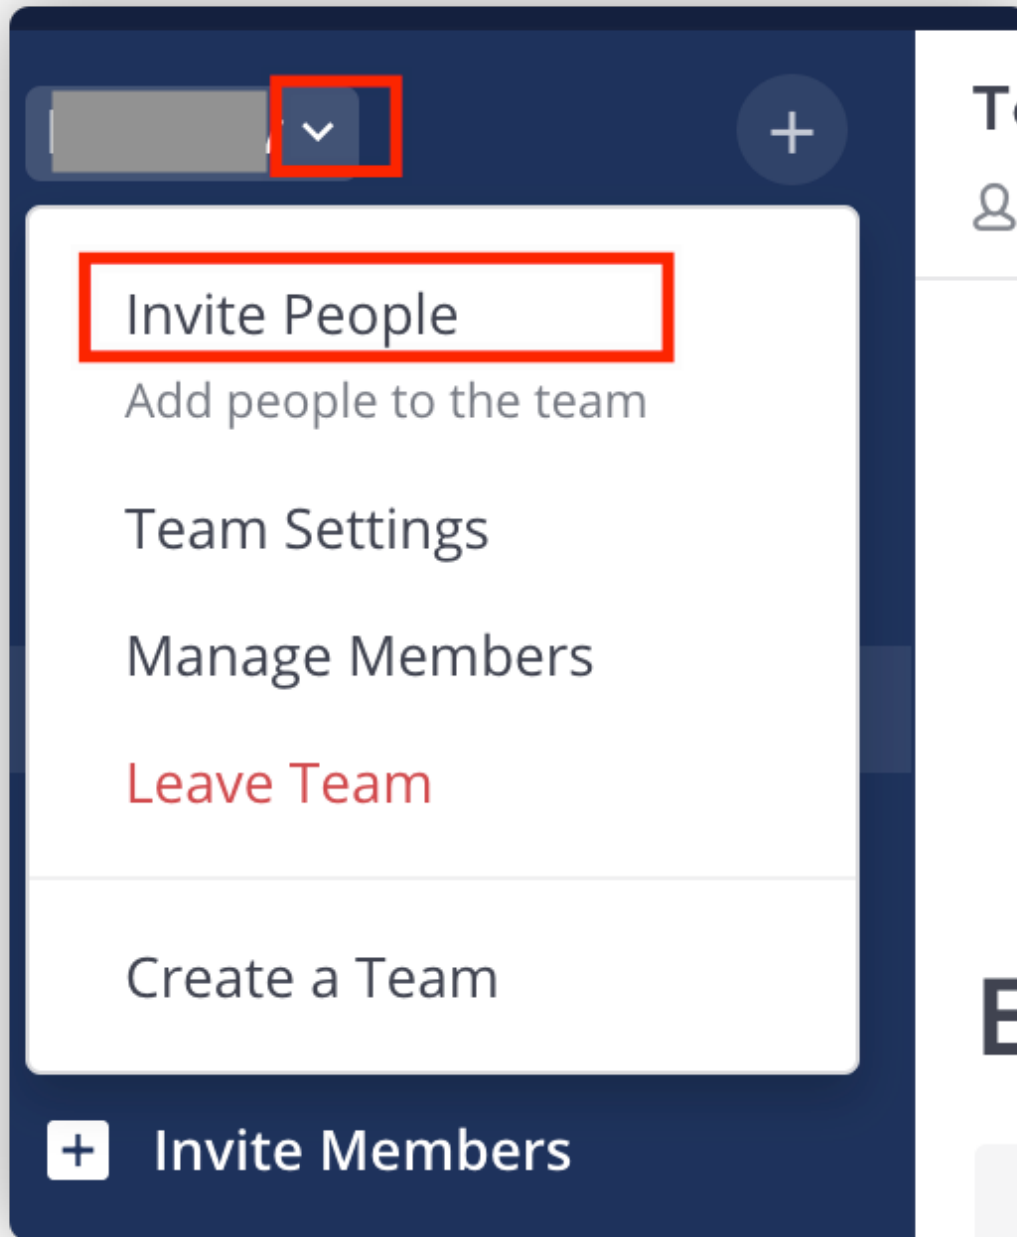 Invite People
Add people to the team
Team Settings
Manage Members
Leave Team
Create a Team
Invite Members